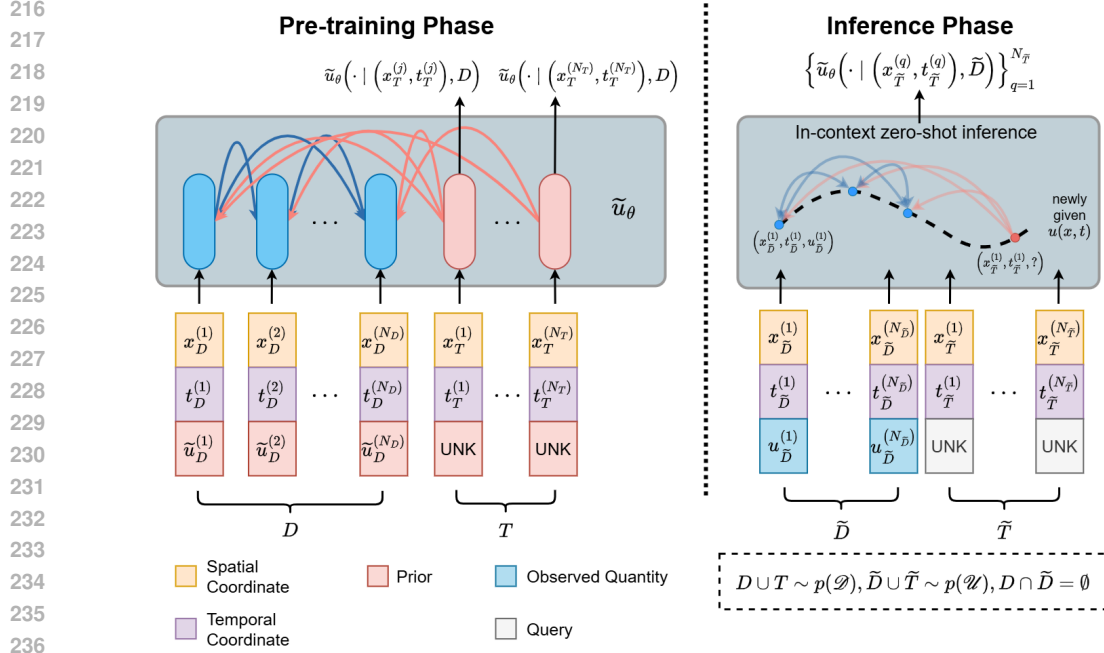 216
217
218
219
220
221
222
223
224
225
226
227
228
229
230
231
232
233
234
235
236
Pre-training Phase
ũ_θ(· | (x_T^(j), t_T^(j)), D) ũ_θ(· | (x_T^(N_T), t_T^(N_T)), D)
ũ_θ
... ...
x_D^(1) x_D^(2) x_D^(N_D) x_T^(1) x_T^(N_T)
t_D^(1) t_D^(2) ... t_D^(N_D) t_T^(1) ... t_T^(N_T)
ũ_D^(1) ũ_D^(2) ũ_D^(N_D) UNK UNK
D T
Spatial
Coordinate
Prior
Observed Quantity
Temporal
Coordinate
Query
Inference Phase
{ũ_θ(· | (x_T̃^(q), t_T̃^(q)), D̃)}_{q=1}^{N_T̃}
In-context zero-shot inference
newly
given
u(x, t)
(x_D̃^(1), t_D̃^(1), u_D̃^(1))
(x_T̃^(1), t_T̃^(1), ?)
x_D̃^(1) x_D̃^(N_D̃) x_T̃^(1) x_T̃^(N_T̃)
t_D̃^(1) ... t_D̃^(N_D̃) t_T̃^(1) ... t_T̃^(N_T̃)
u_D̃^(1) u_D̃^(N_D̃) UNK UNK
D̃ T̃
D ∪ T ∼ p(𝒟), D̃ ∪ T̃ ∼ p(𝒰), D ∩ D̃ = ∅